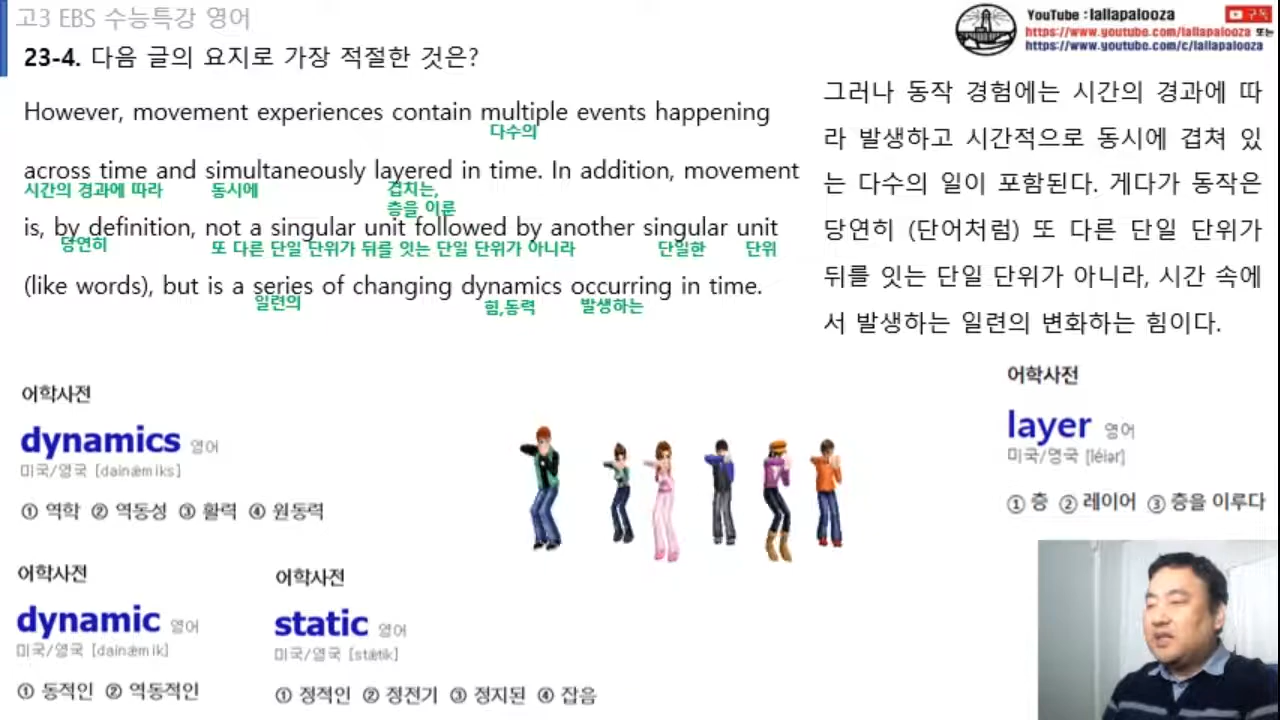 고3 EBS 수능특강 영어
23-4. 다음 글의 요지로 가장 적절한 것은?
YouTube : lallapalooza
구독
https://www.youtube.com/lallapalooza 또는
https://www.youtube.com/c/lallapalooza
However, movement experiences contain multiple events happening
다수의
across time and simultaneously layered in time. In addition, movement
시간의 경과에 따라 동시에 겹치는,
층을 이룬
is, by definition, not a singular unit followed by another singular unit
당연히 또 다른 단일 단위가 뒤를 잇는 단일 단위가 아니라 단일한 단위
(like words), but is a series of changing dynamics occurring in time.
일련의 힘,동력 발생하는
그러나 동작 경험에는 시간의 경과에 따
라 발생하고 시간적으로 동시에 겹쳐 있
는 다수의 일이 포함된다. 게다가 동작은
당연히 (단어처럼) 또 다른 단일 단위가
뒤를 잇는 단일 단위가 아니라, 시간 속에
서 발생하는 일련의 변화하는 힘이다.
어학사전
dynamics 영어
미국/영국 [dainǽmiks]
① 역학 ② 역동성 ③ 활력 ④ 원동력
어학사전
layer 영어
미국/영국 [léiər]
① 층 ② 레이어 ③ 층을 이루다
어학사전
dynamic 영어
미국/영국 [dainǽmik]
① 동적인 ② 역동적인
어학사전
static 영어
미국/영국 [stǽtik]
① 정적인 ② 정전기 ③ 정지된 ④ 잡음